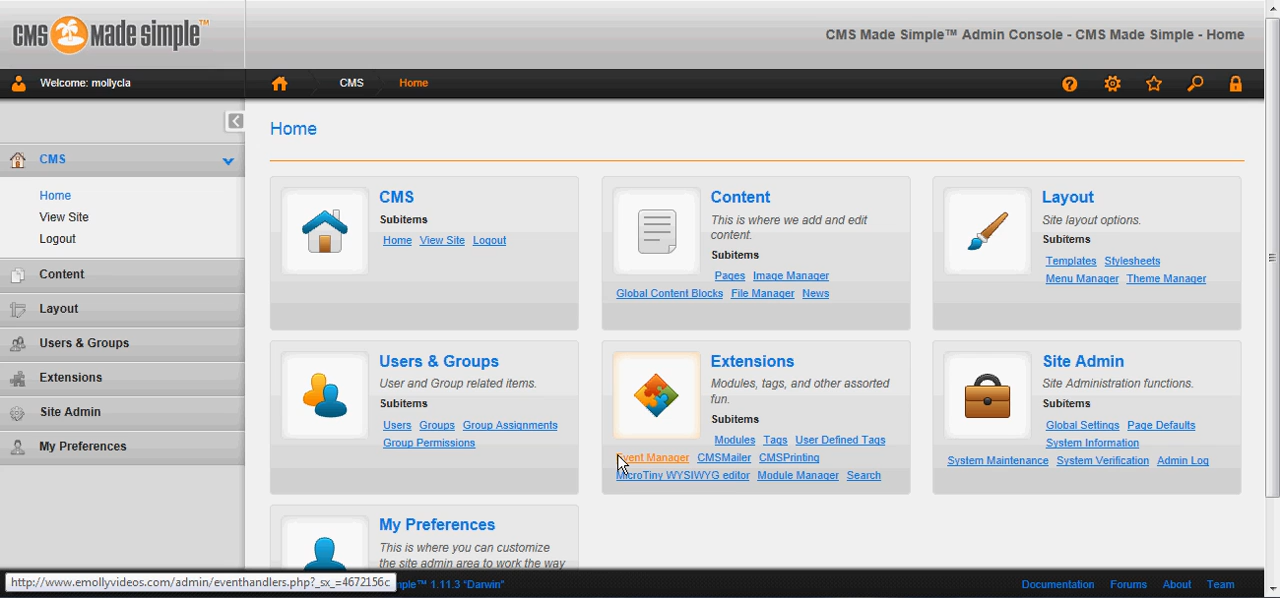 CMS made simple™
CMS Made Simple™ Admin Console - CMS Made Simple - Home
Welcome: mollycla
CMS
Home
Home
CMS
Home
View Site
Logout
Content
Layout
Users & Groups
Extensions
Site Admin
My Preferences
CMS
Subitems
Home View Site Logout
Content
This is where we add and edit
content.
Subitems
Pages Image Manager
Global Content Blocks File Manager News
Layout
Site layout options.
Subitems
Templates Stylesheets
Menu Manager Theme Manager
Users & Groups
User and Group related items.
Subitems
Users Groups Group Assignments
Group Permissions
Extensions
Modules, tags, and other assorted
fun.
Subitems
Modules Tags User Defined Tags
Event Manager CMSMailer CMSPrinting
MicroTiny WYSIWYG editor Module Manager Search
Site Admin
Site Administration functions.
Subitems
Global Settings Page Defaults
System Information
System Maintenance System Verification Admin Log
My Preferences
This is where you can customize
the site admin area to work the way
http://www.emollyvideos.com/admin/eventhandlers.php?_sx_=4672156c
mple™ 1.11.3 "Darwin"
Documentation Forums About Team